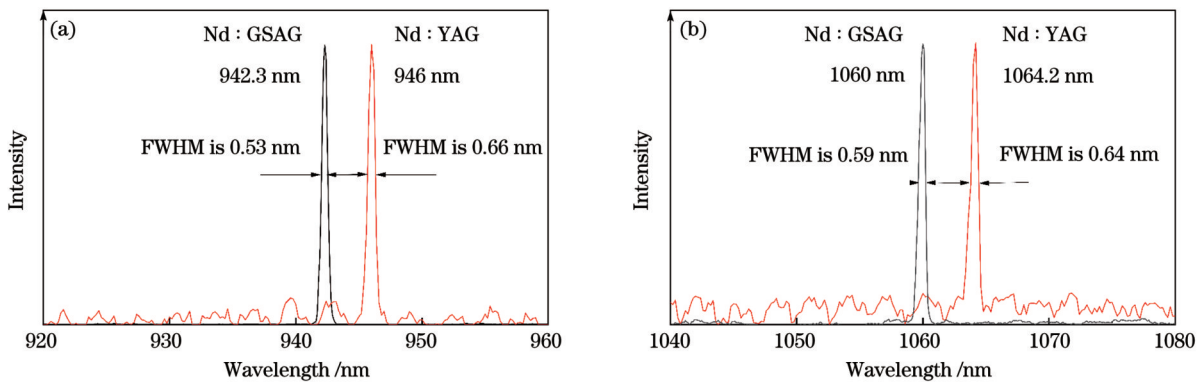 (a)
Nd : GSAG Nd : YAG
942.3 nm 946 nm
FWHM is 0.53 nm FWHM is 0.66 nm
Intensity
920 930 940 950 960
Wavelength /nm
(b)
Nd : GSAG Nd : YAG
1060 nm 1064.2 nm
FWHM is 0.59 nm FWHM is 0.64 nm
Intensity
1040 1050 1060 1070 1080
Wavelength /nm